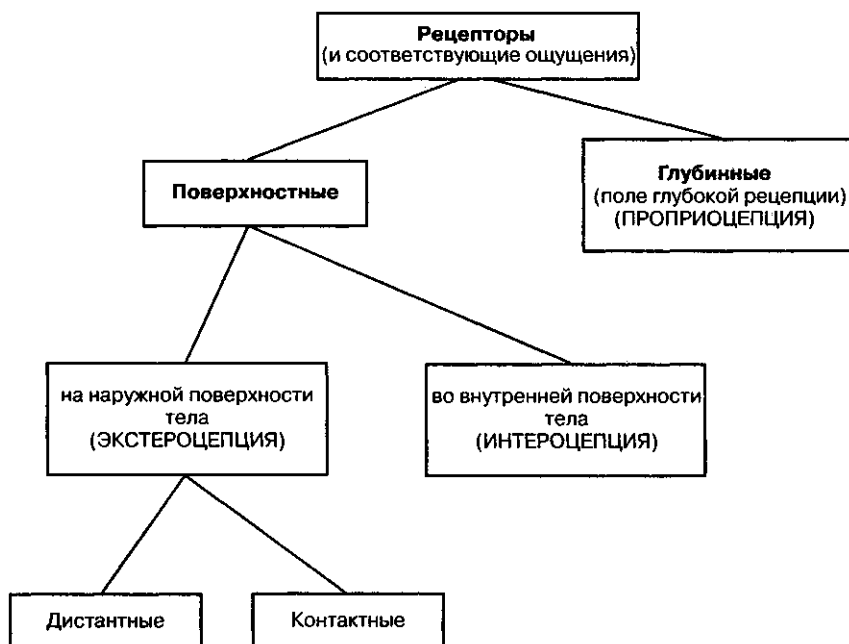 Рецепторы
(и соответствующие ощущения)
Поверхностные
Глубинные
(поле глубокой рецепции)
(ПРОПРИОЦЕПЦИЯ)
на наружной поверхности
тела
(ЭКСТЕРОЦЕПЦИЯ)
во внутренней поверхности
тела
(ИНТЕРОЦЕПЦИЯ)
Дистантные
Контактные